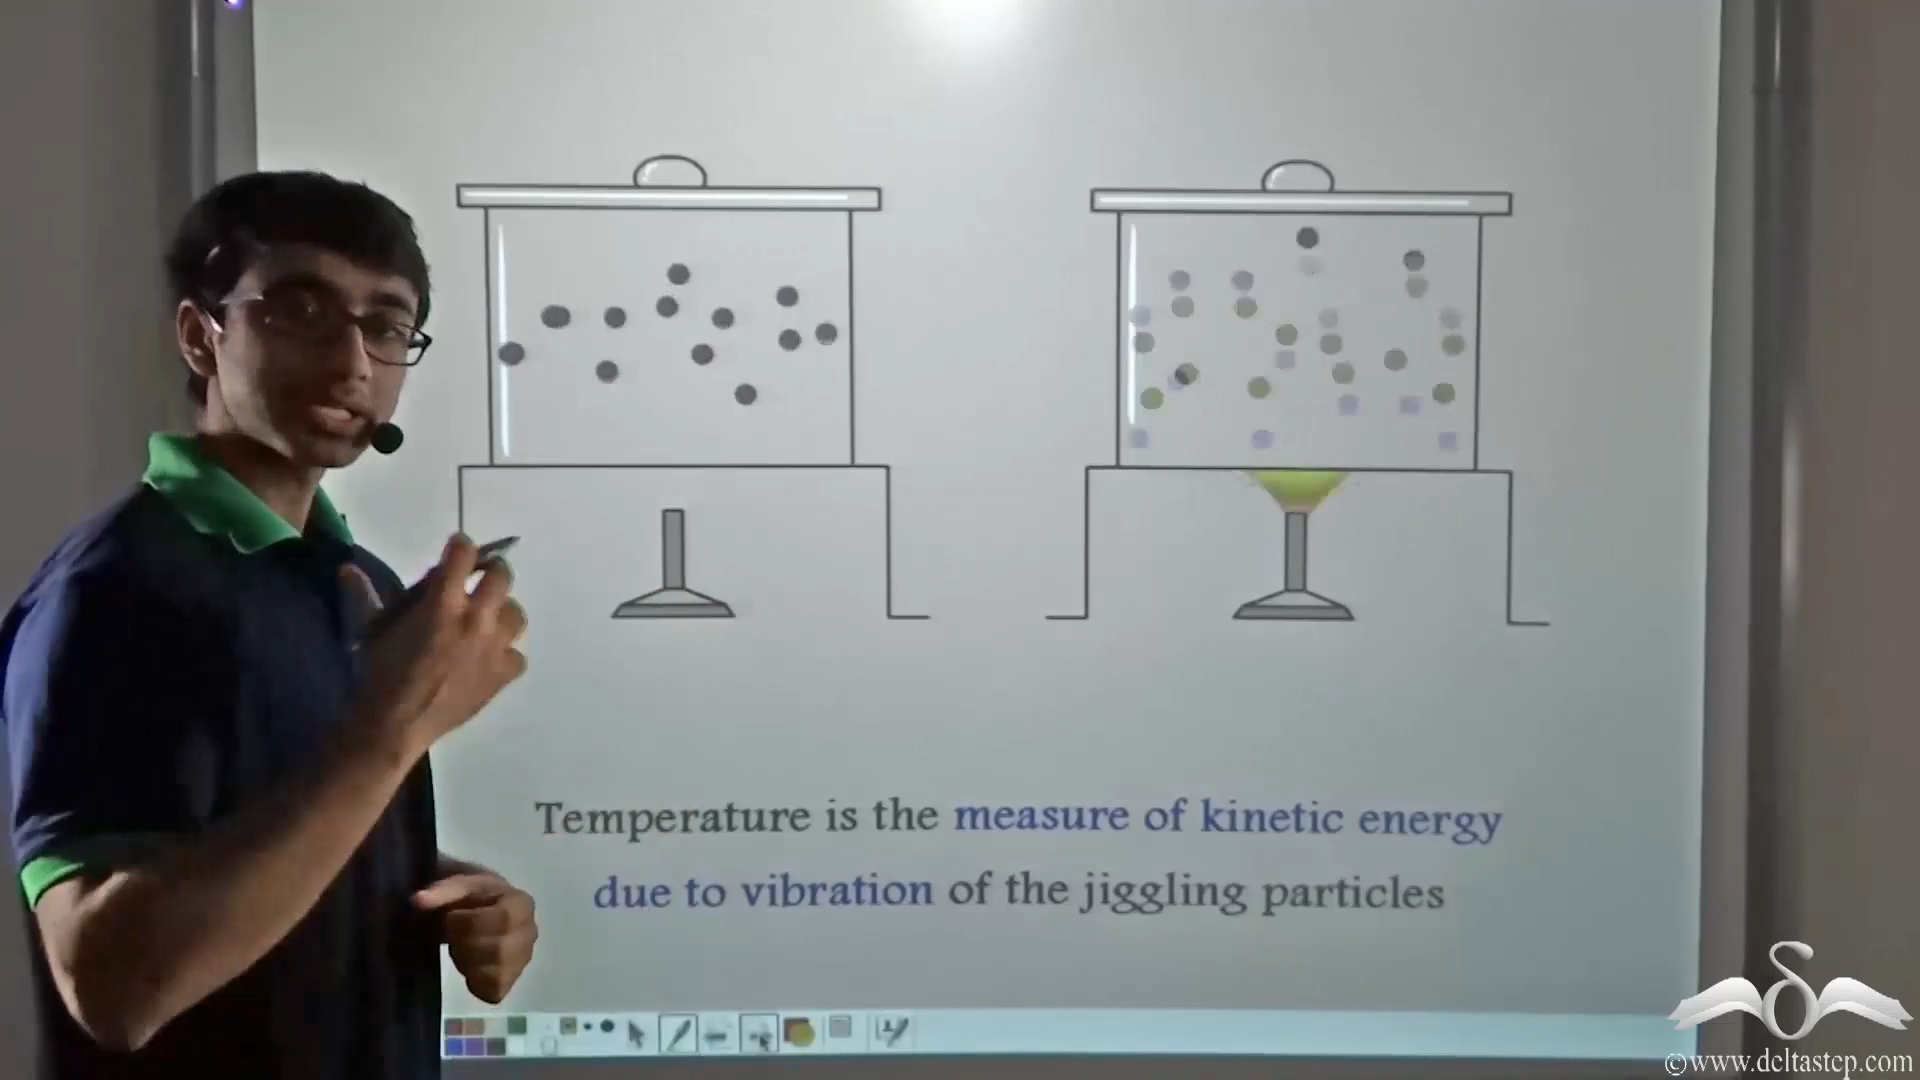 Temperature is the measure of kinetic energy
due to vibration of the jiggling particles
©www.deltastep.com